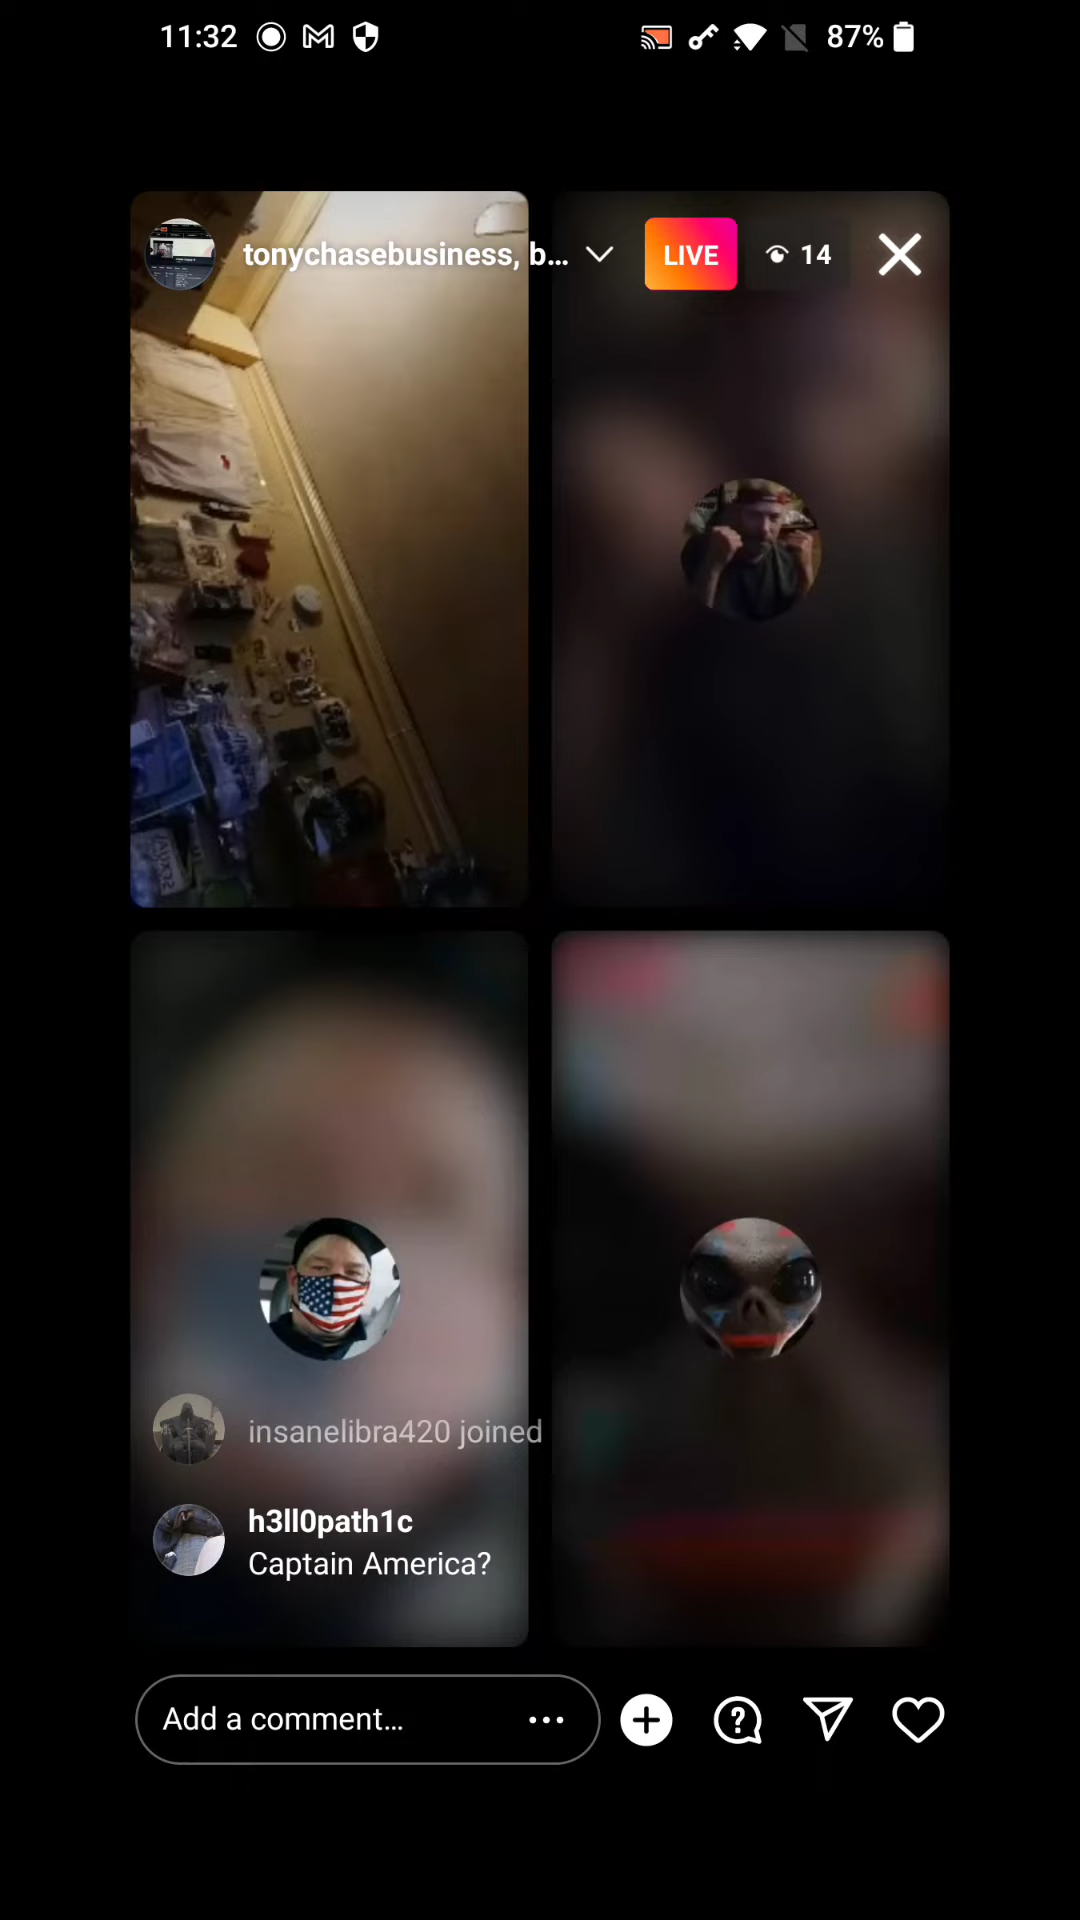 11:32
87%
tonychasebusiness, b...
LIVE
14
insanelibra420 joined
h3ll0path1c
Captain America?
Add a comment...